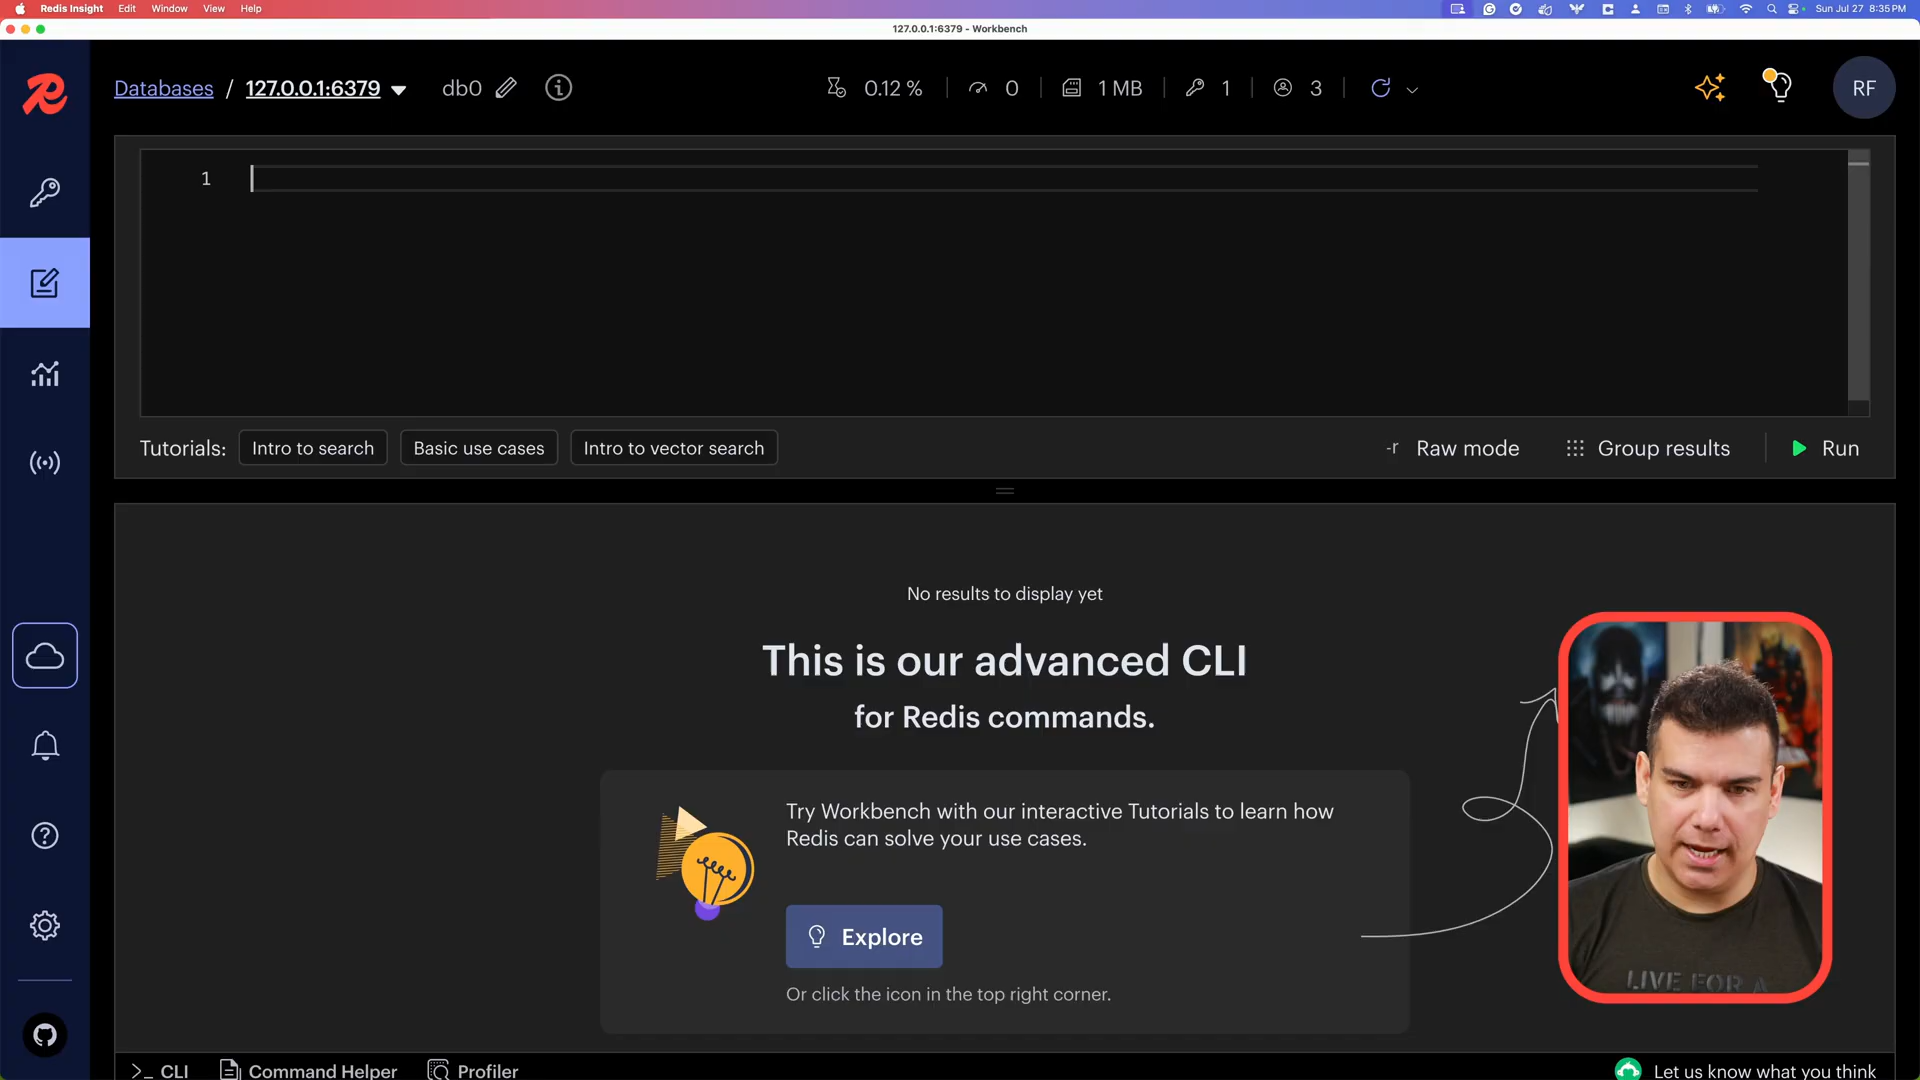 Redis Insight Edit Window View Help Sun Jul 27 8:35 PM
127.0.0.1:6379 - Workbench
Databases / 127.0.0.1:6379 db0 0.12 % 0 1 MB 1 3 RF
1
Tutorials: Intro to search Basic use cases Intro to vector search -r Raw mode Group results Run
No results to display yet
This is our advanced CLI
for Redis commands.
Try Workbench with our interactive Tutorials to learn how
Redis can solve your use cases.
Explore
Or click the icon in the top right corner.
LIVE FOR A
>_ CLI Command Helper Profiler Let us know what you think